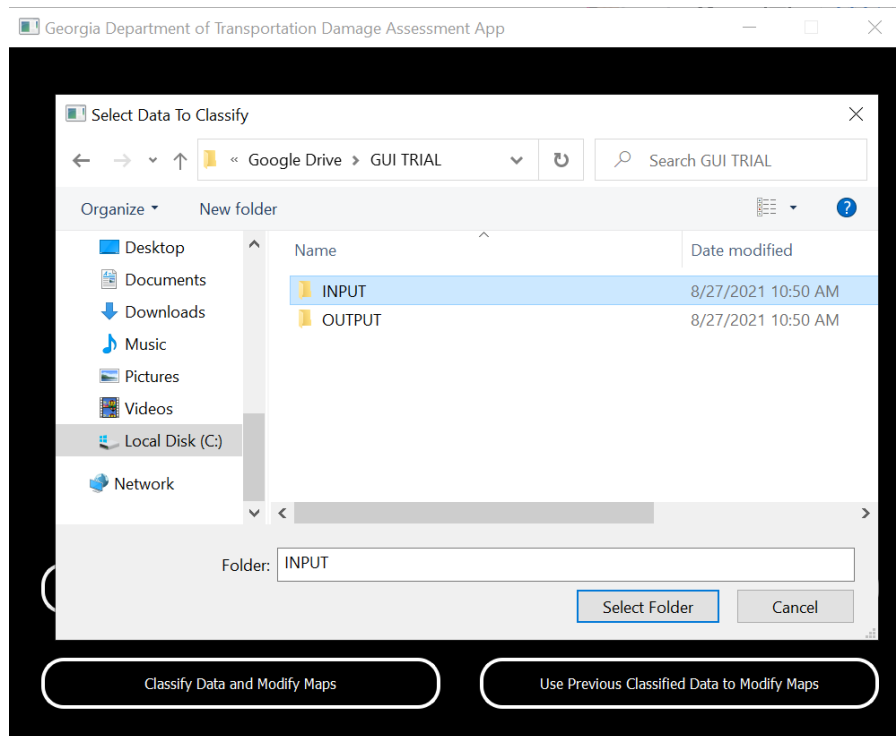 Georgia Department of Transportation Damage Assessment App
Select Data To Classify
« Google Drive > GUI TRIAL
Search GUI TRIAL
Organize
New folder
?
Name
Date modified
Desktop
Documents
Downloads
Music
Pictures
Videos
Local Disk (C:)
Network
INPUT 8/27/2021 10:50 AM
OUTPUT 8/27/2021 10:50 AM
Folder: INPUT
Select Folder
Cancel
Classify Data and Modify Maps
Use Previous Classified Data to Modify Maps